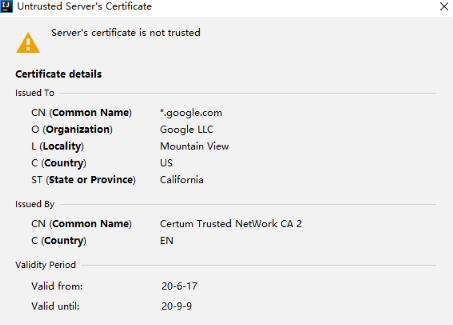 Untrusted Server's Certificate
Server's certificate is not trusted
Certificate details
Issued To
CN (Common Name) *.google.com
O (Organization) Google LLC
L (Locality) Mountain View
C (Country) US
ST (State or Province) California
Issued By
CN (Common Name) Certum Trusted NetWork CA 2
C (Country) EN
Validity Period
Valid from: 20-6-17
Valid until: 20-9-9